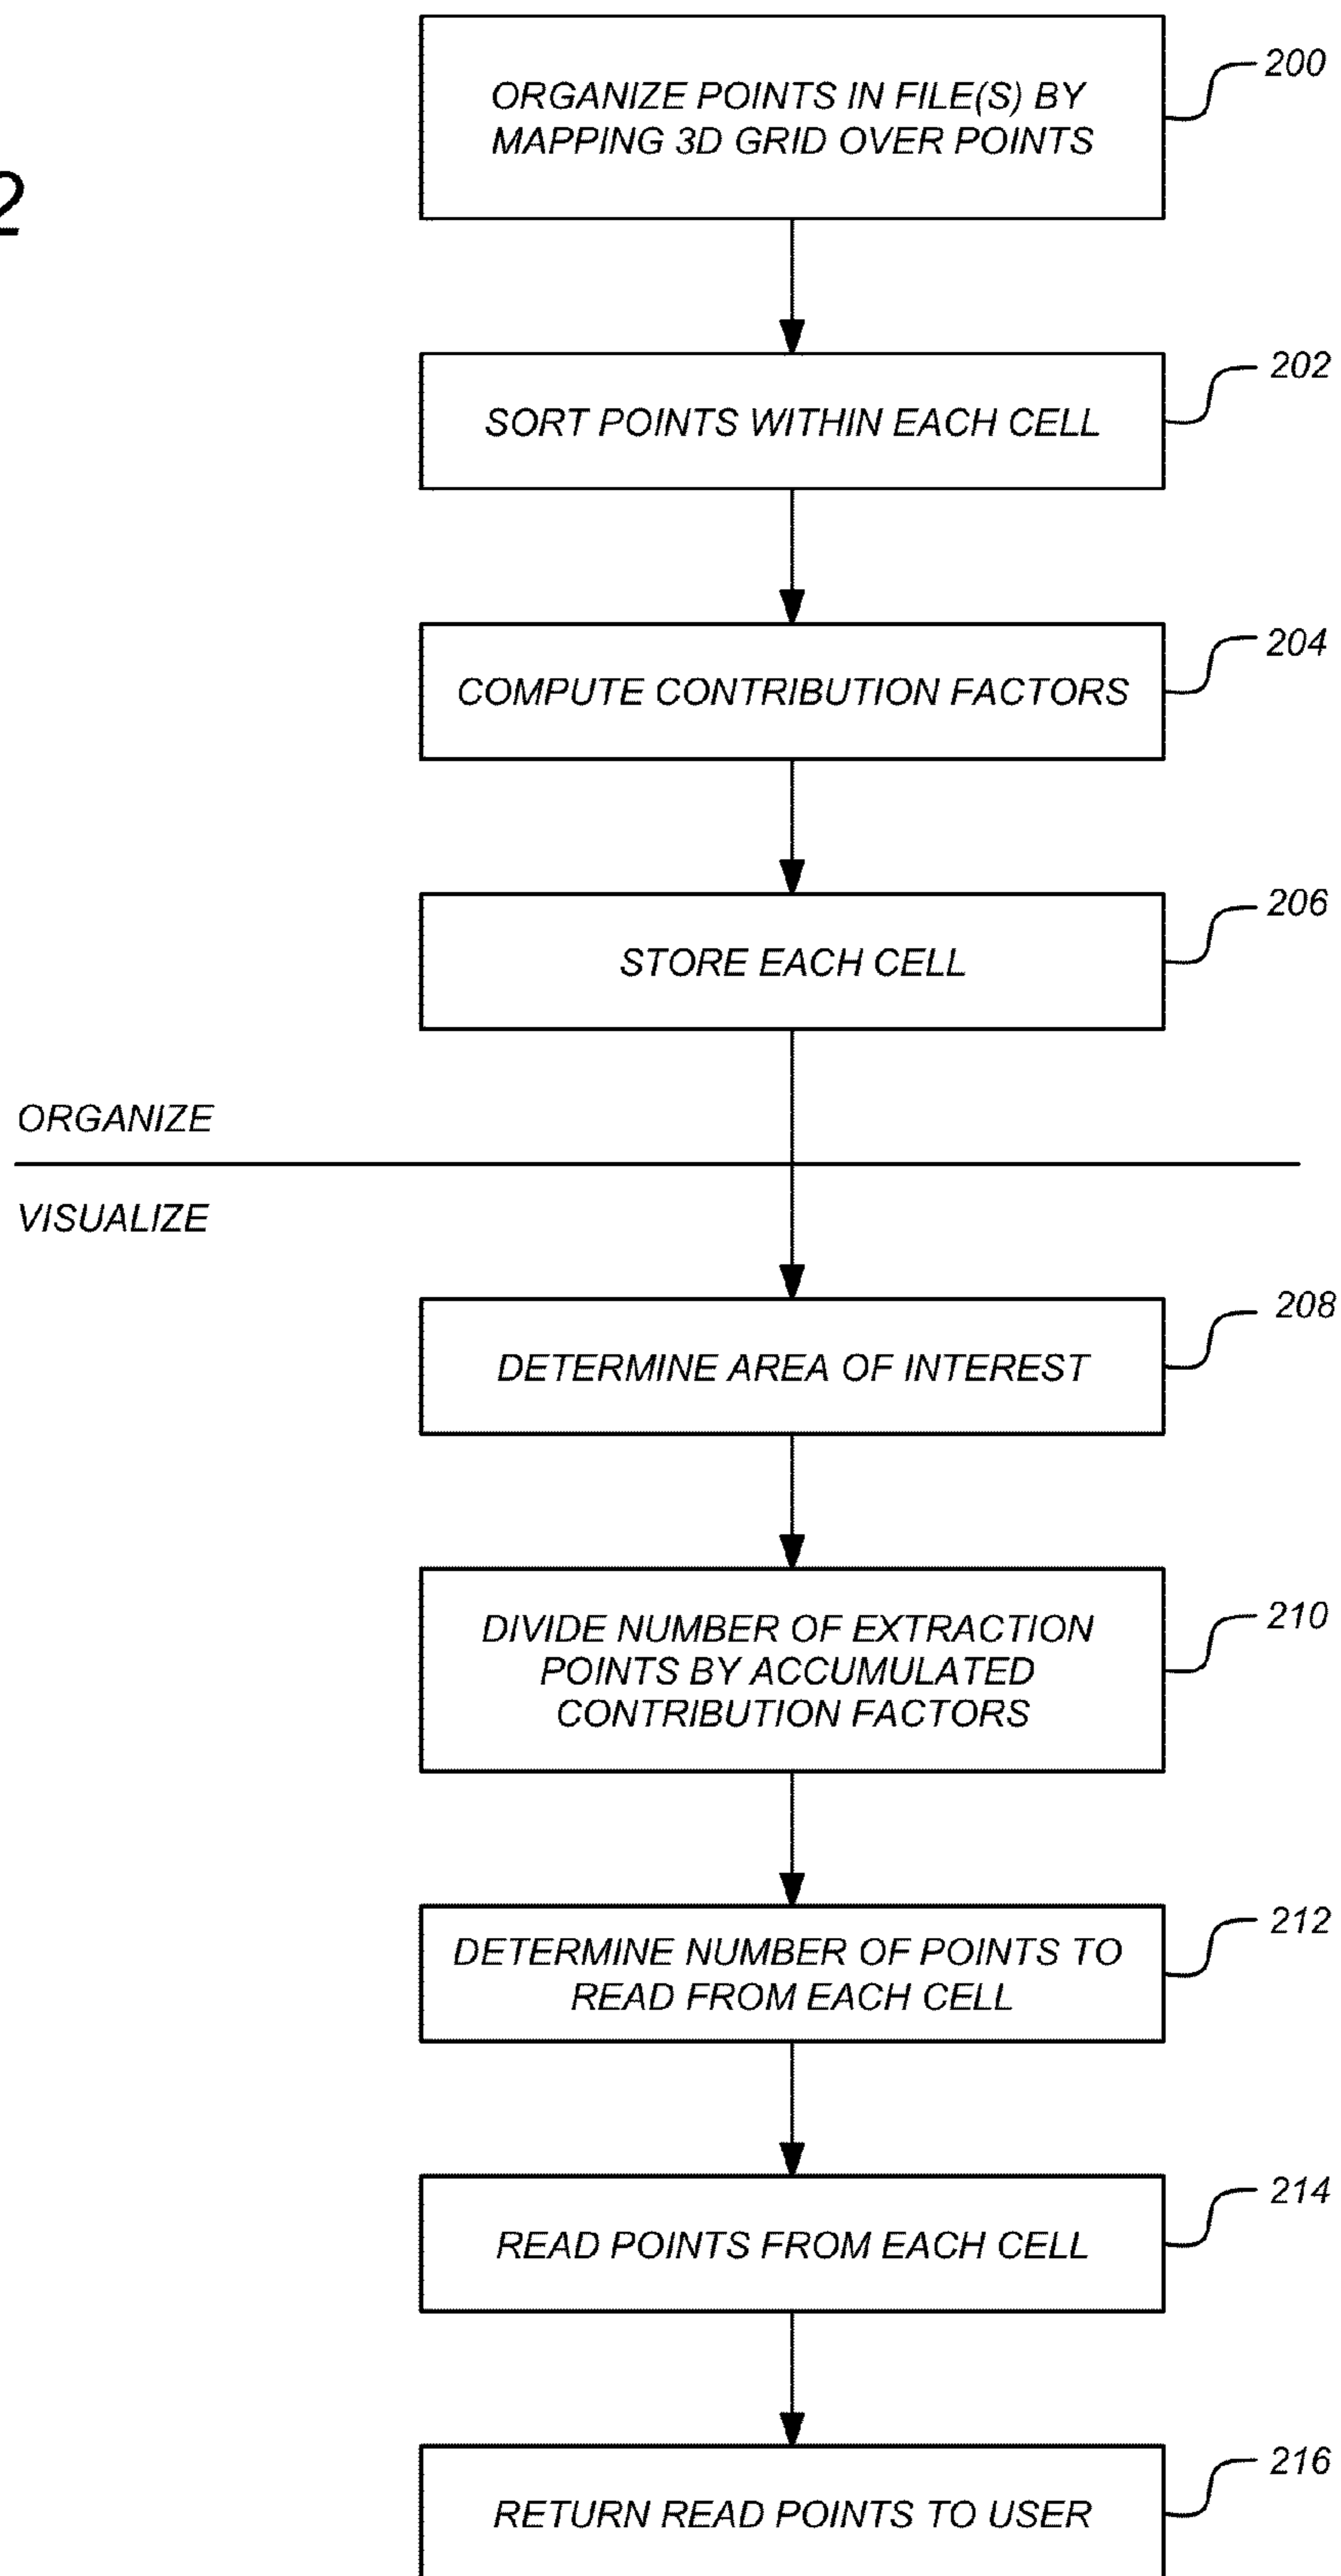 2
ORGANIZE POINTS IN FILE(S) BY
MAPPING 3D GRID OVER POINTS
200
SORT POINTS WITHIN EACH CELL
202
COMPUTE CONTRIBUTION FACTORS
204
STORE EACH CELL
206
ORGANIZE
VISUALIZE
DETERMINE AREA OF INTEREST
208
DIVIDE NUMBER OF EXTRACTION
POINTS BY ACCUMULATED
CONTRIBUTION FACTORS
210
DETERMINE NUMBER OF POINTS TO
READ FROM EACH CELL
212
READ POINTS FROM EACH CELL
214
RETURN READ POINTS TO USER
216